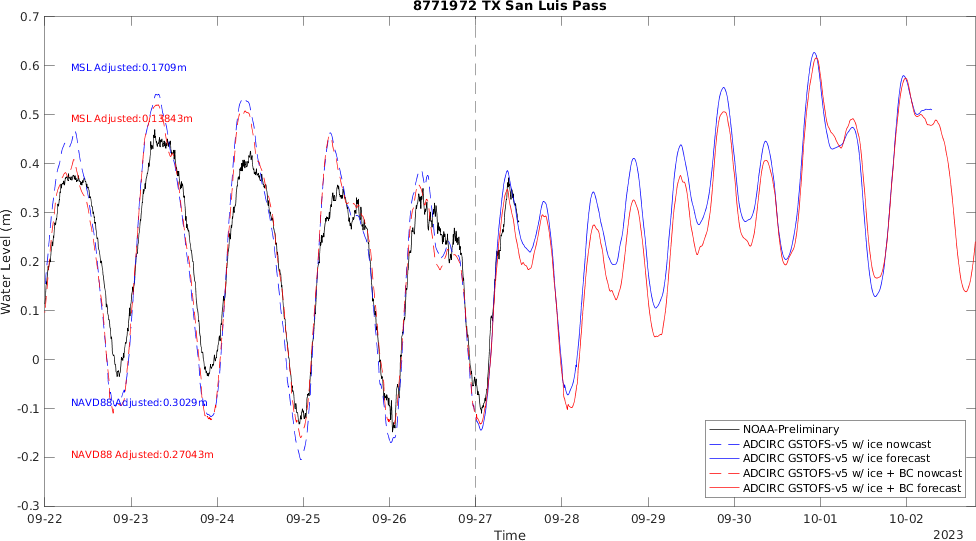 8771972 TX San Luis Pass
0.7
0.6
0.5
0.4
0.3
0.2
0.1
0
-0.1
-0.2
-0.3
Water Level (m)
MSL Adjusted:0.1709m
MSL Adjusted:0.13843m
NAVD88 Adjusted:0.3029m
NAVD88 Adjusted:0.27043m
NOAA-Preliminary
ADCIRC GSTOFS-v5 w/ ice nowcast
ADCIRC GSTOFS-v5 w/ ice forecast
ADCIRC GSTOFS-v5 w/ ice + BC nowcast
ADCIRC GSTOFS-v5 w/ ice + BC forecast
09-22 09-23 09-24 09-25 09-26 09-27 09-28 09-29 09-30 10-01 10-02
Time
2023